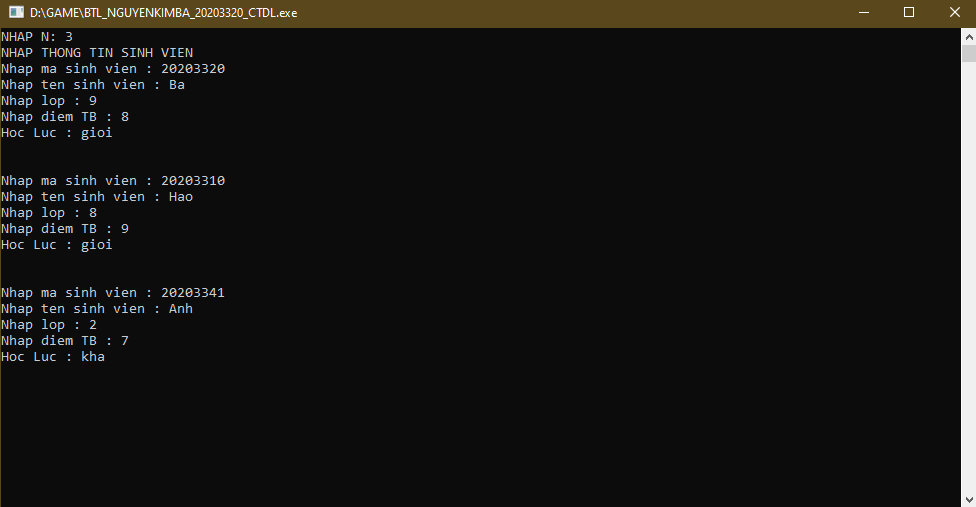 D:\GAME\BTL_NGUYENKIMBA_20203320_CTDL.exe
NHAP N: 3
NHAP THONG TIN SINH VIEN
Nhap ma sinh vien : 20203320
Nhap ten sinh vien : Ba
Nhap lop : 9
Nhap diem TB : 8
Hoc Luc : gioi
Nhap ma sinh vien : 20203310
Nhap ten sinh vien : Hao
Nhap lop : 8
Nhap diem TB : 9
Hoc Luc : gioi
Nhap ma sinh vien : 20203341
Nhap ten sinh vien : Anh
Nhap lop : 2
Nhap diem TB : 7
Hoc Luc : kha